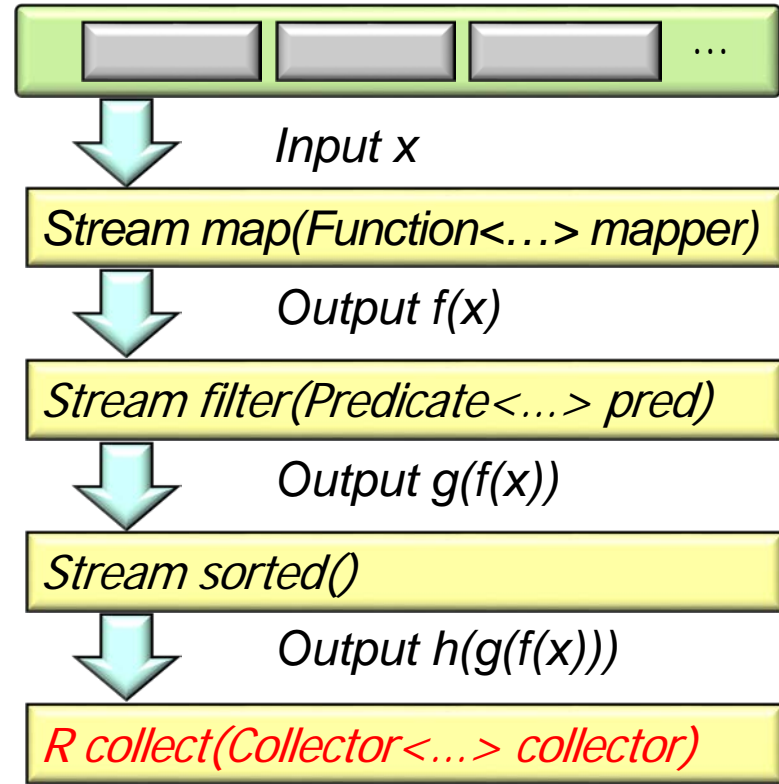 ...
Input x
Stream map(Function<...> mapper)
Output f(x)
Stream filter(Predicate<...> pred)
Output g(f(x))
Stream sorted()
Output h(g(f(x)))
R collect(Collector<...> collector)